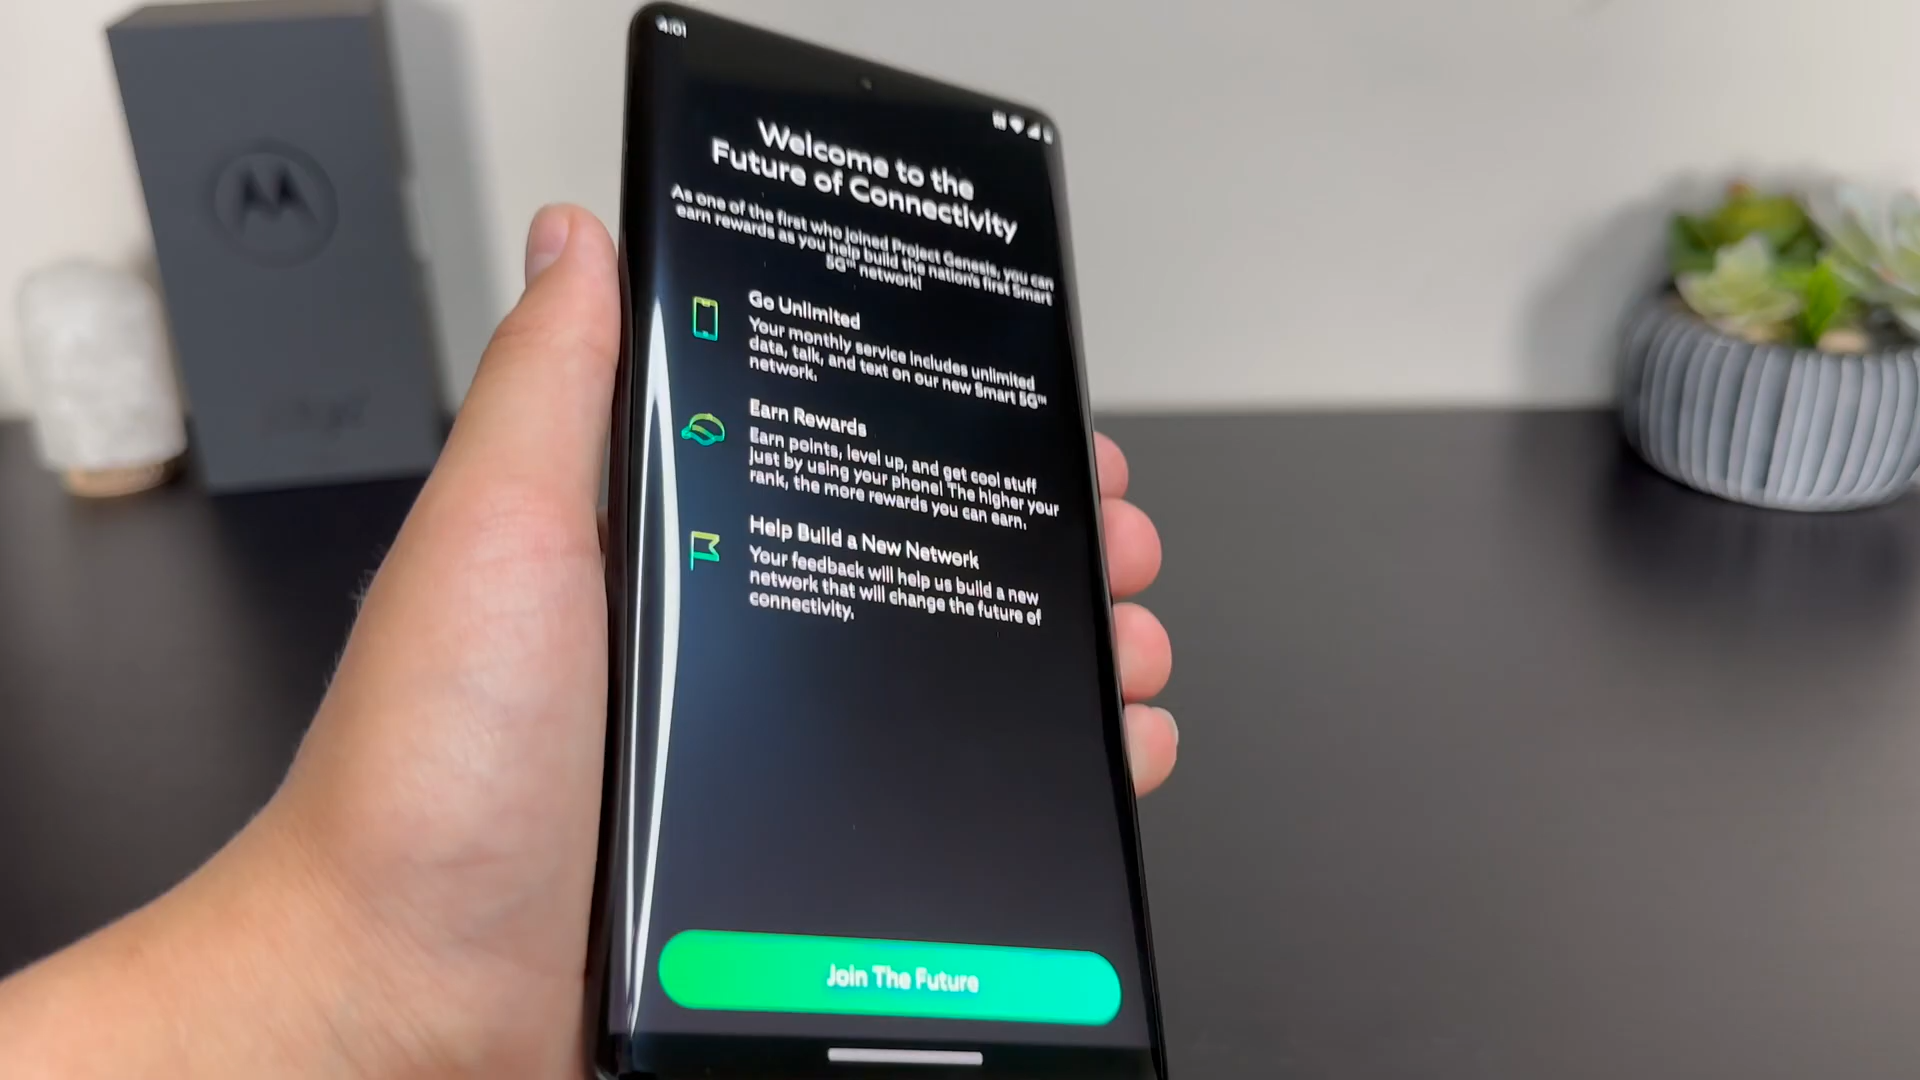 4:01
Welcome to the
Future of Connectivity
As one of the first who joined Project Genesis, you can
earn rewards as you help build the nation's first Smart
5G™ network!
Go Unlimited
Your monthly service includes unlimited
data, talk, and text on our new Smart 5G™
network.
Earn Rewards
Earn points, level up, and get cool stuff
just by using your phone! The higher your
rank, the more rewards you can earn.
Help Build a New Network
Your feedback will help us build a new
network that will change the future of
connectivity.
Join The Future